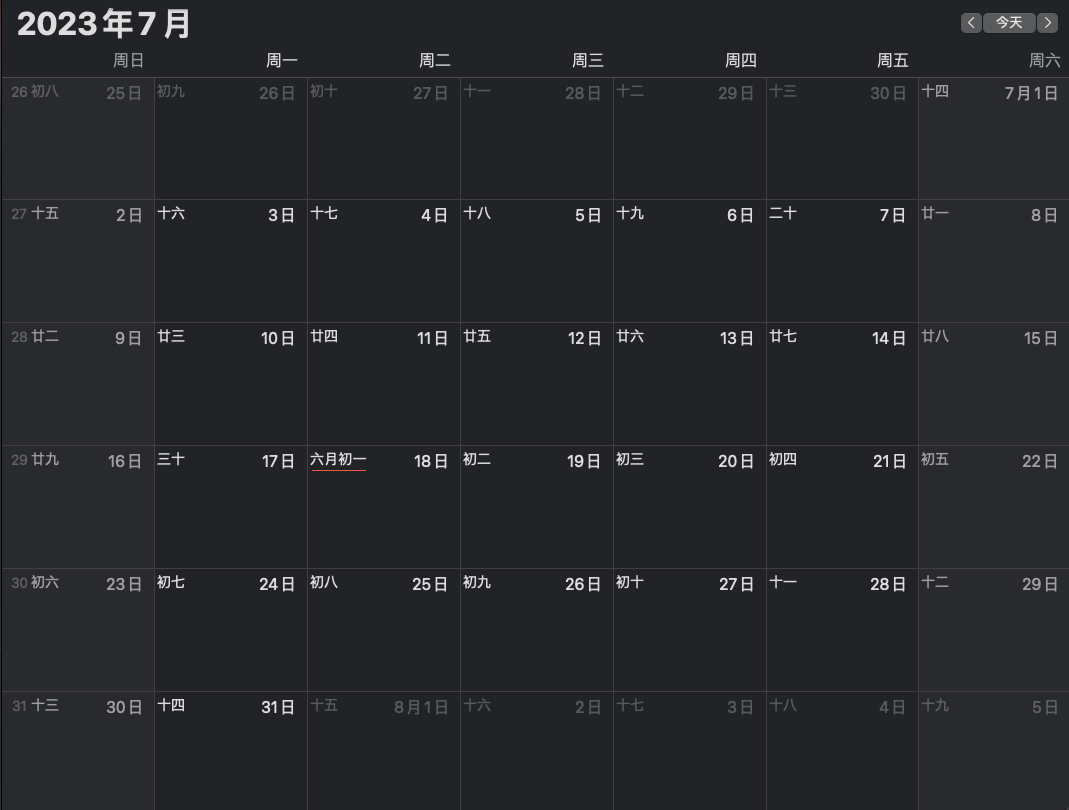 2023年7月
今天
周日 周一 周二 周三 周四 周五 周六
26 初八 25日 初九 26日 初十 27日 十一 28日 十二 29日 十三 30日 十四 7月1日
27 十五 2日 十六 3日 十七 4日 十八 5日 十九 6日 二十 7日 廿一 8日
28 廿二 9日 廿三 10日 廿四 11日 廿五 12日 廿六 13日 廿七 14日 廿八 15日
29 廿九 16日 三十 17日 六月初一 18日 初二 19日 初三 20日 初四 21日 初五 22日
30 初六 23日 初七 24日 初八 25日 初九 26日 初十 27日 十一 28日 十二 29日
31 十三 30日 十四 31日 十五 8月1日 十六 2日 十七 3日 十八 4日 十九 5日